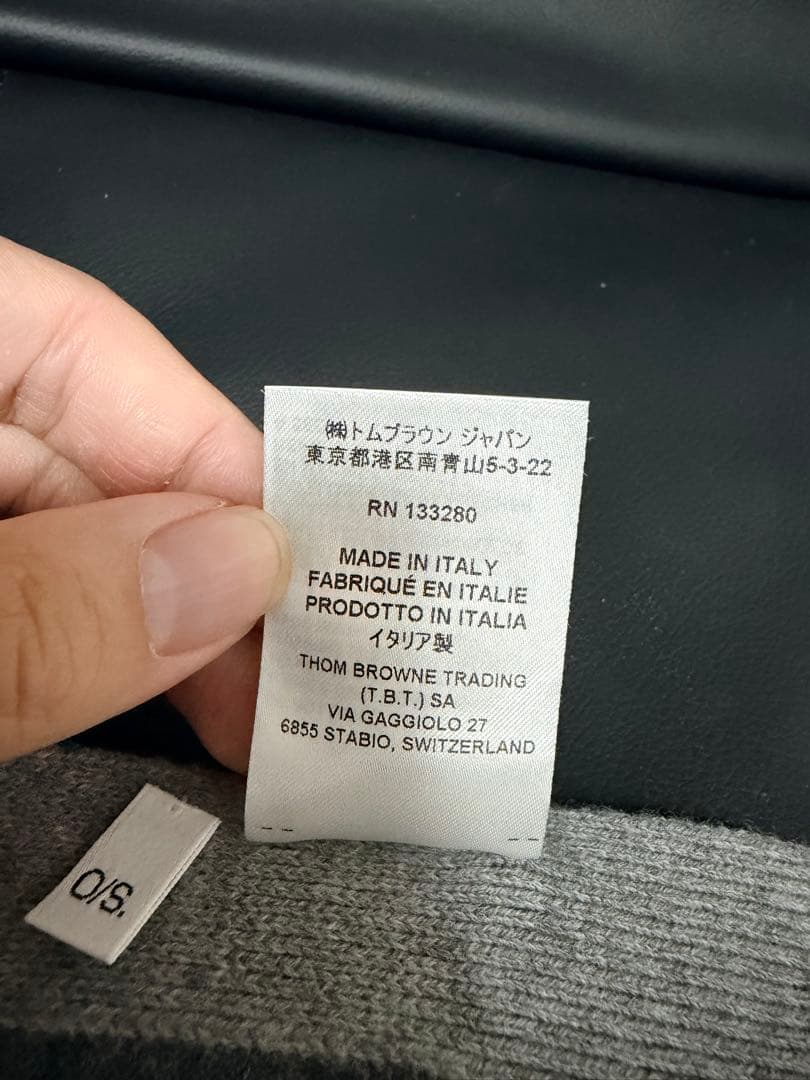 ㈱トムブラウン ジャパン
東京都港区南青山5-3-22
RN 133280
MADE IN ITALY
FABRIQUÉ EN ITALIE
PRODOTTO IN ITALIA
イタリア製
THOM BROWNE TRADING
(T.B.T.) SA
VIA GAGGIOLO 27
6855 STABIO, SWITZERLAND
O/S.